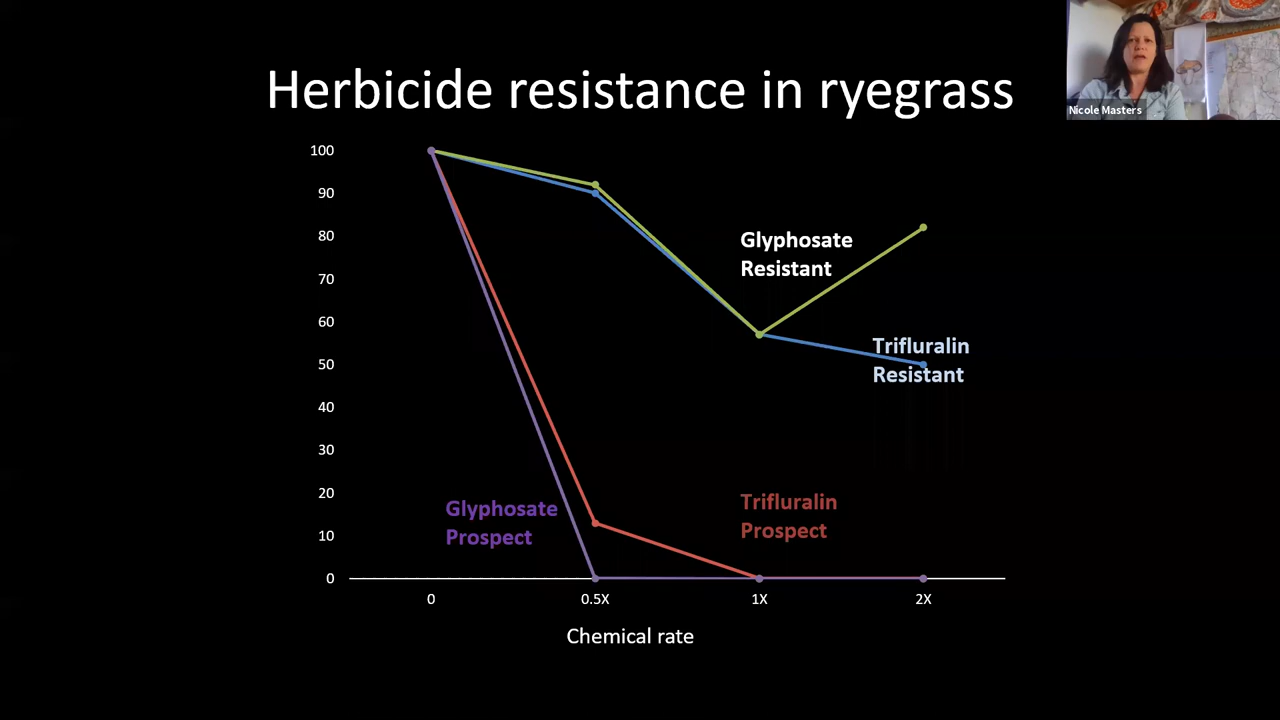 Herbicide resistance in ryegrass
Nicole Masters
100
90
80
70
60
50
40
30
20
10
0
Glyphosate
Resistant
Trifluralin
Resistant
Glyphosate
Prospect
Trifluralin
Prospect
0 0.5X 1X 2X
Chemical rate